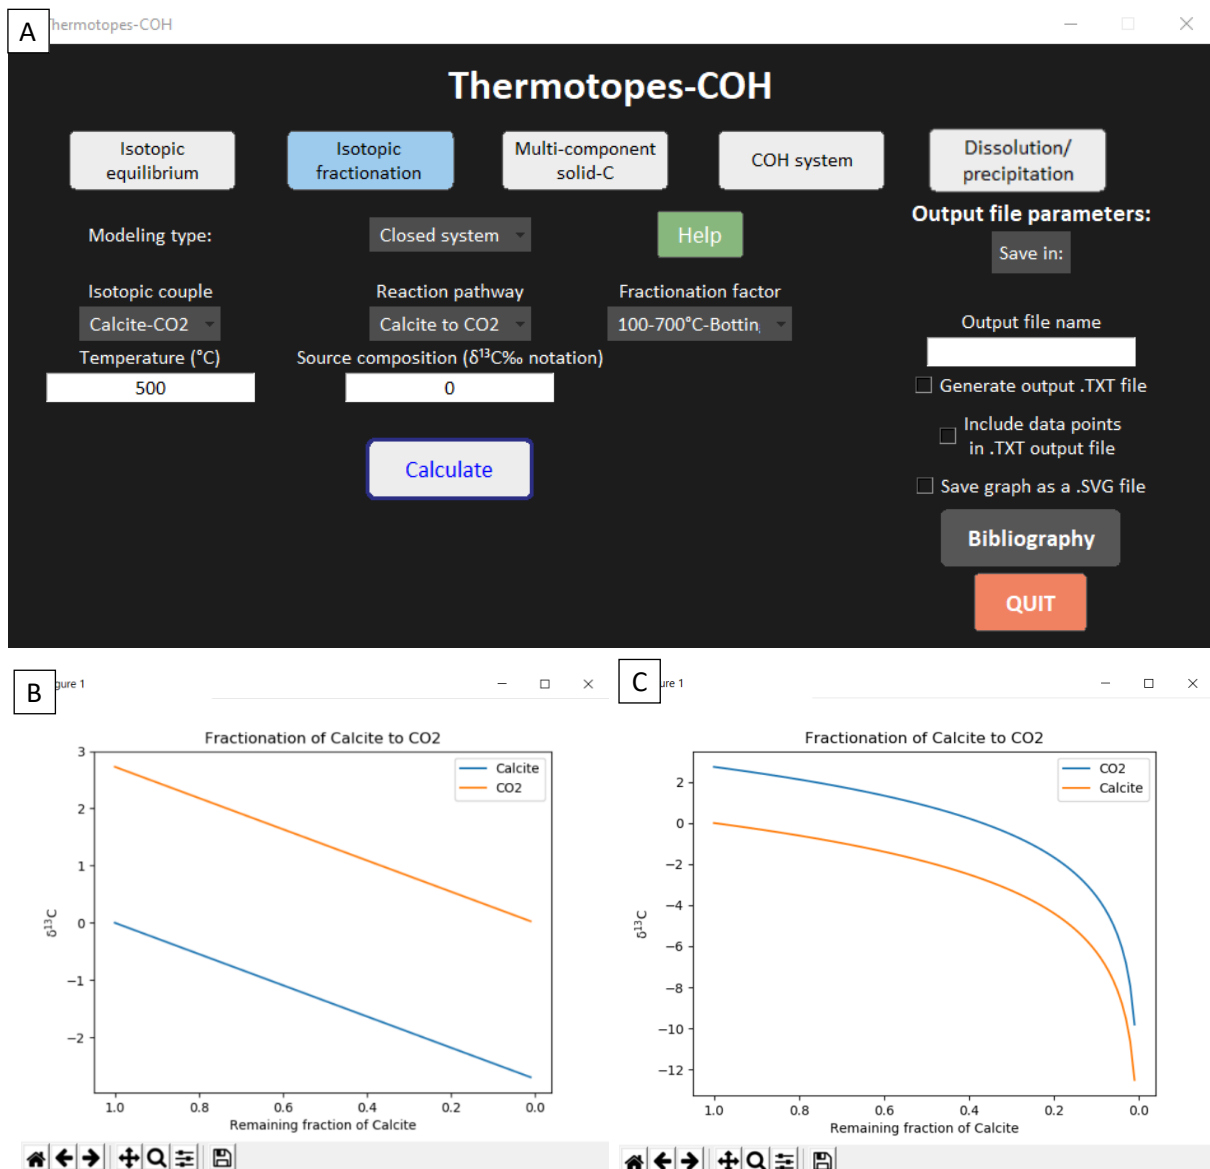 A
Thermotopes-COH
Thermotopes-COH
Isotopic
equilibrium
Isotopic
fractionation
Multi-component
solid-C
COH system
Dissolution/
precipitation
Output file parameters:
Modeling type:
Closed system
Help
Save in:
Isotopic couple
Reaction pathway
Fractionation factor
Calcite-CO2
Calcite to CO2
100-700°C-Bottin
Output file name
Temperature (°C)
Source composition (δ¹³C‰ notation)
500
0
Generate output .TXT file
Include data points
in .TXT output file
Calculate
Save graph as a .SVG file
Bibliography
QUIT
B
gure 1
Fractionation of Calcite to CO2
Calcite
CO2
3
2
1
0
−1
−2
δ¹³C
1.0 0.8 0.6 0.4 0.2 0.0
Remaining fraction of Calcite
C
ure 1
Fractionation of Calcite to CO2
CO2
Calcite
2
0
−2
−4
−6
−8
−10
−12
δ¹³C
1.0 0.8 0.6 0.4 0.2 0.0
Remaining fraction of Calcite